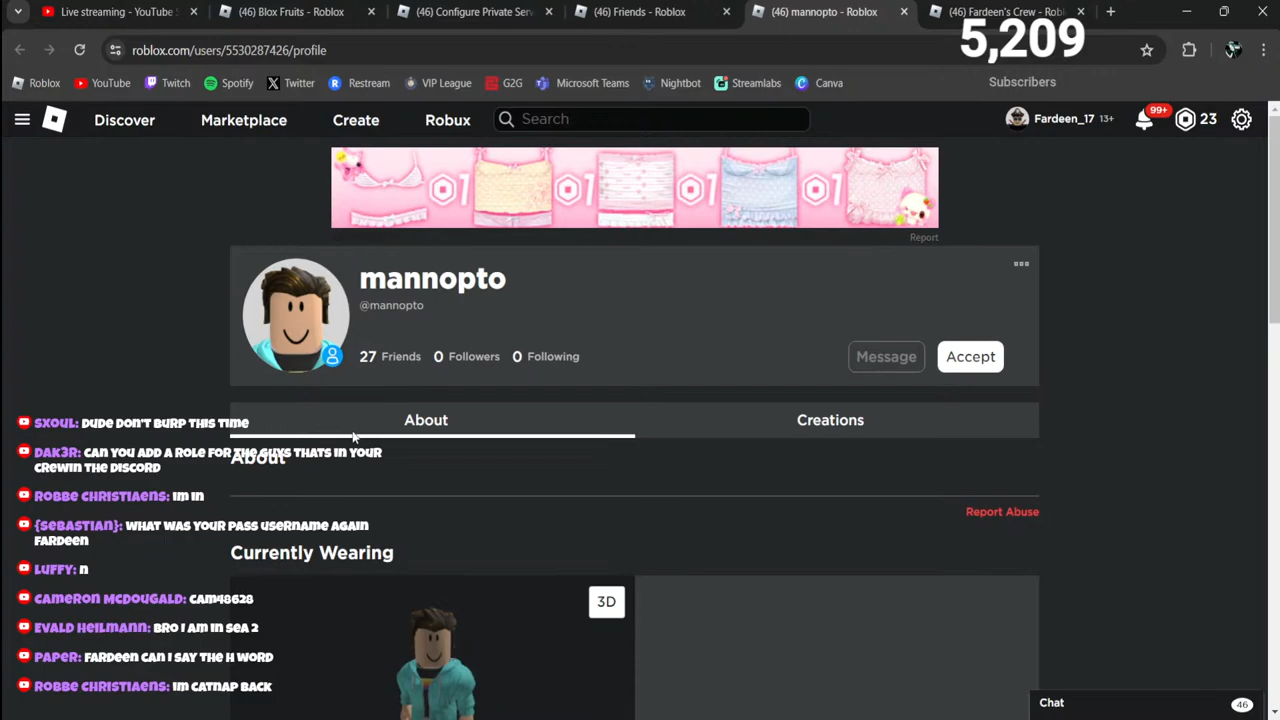 Live streaming - YouTube S
(46) Blox Fruits - Roblox
(46) Configure Private Serv
(46) Friends - Roblox
(46) mannopto - Roblox
(46) Fardeen's Crew - Rob
roblox.com/users/5530287426/profile
5,209
Subscribers
Roblox
YouTube
Twitch
Spotify
Twitter
Restream
VIP League
G2G
Microsoft Teams
Nightbot
Streamlabs
Canva
Discover
Marketplace
Create
Robux
Search
Fardeen_17 13+
99+
23
1 1 1 1
Report
mannopto
@mannopto
27 Friends 0 Followers 0 Following
Message
Accept
About
Creations
About
Report Abuse
Currently Wearing
3D
SXOUL: DUDE DON'T BURP THIS TIME
DAK3R: CAN YOU ADD A ROLE FOR THE GUYS THATS IN YOUR
CREWIN THE DISCORD
ROBBE CHRISTIAENS: IM IN
{SEBASTIAN}: WHAT WAS YOUR PASS USERNAME AGAIN
FARDEEN
LUFFY: N
CAMERON MCDOUGALD: CAM48628
EVALD HEILMANN: BRO I AM IN SEA 2
PAPER: FARDEEN CAN I SAY THE H WORD
ROBBE CHRISTIAENS: IM CATNAP BACK
Chat
46